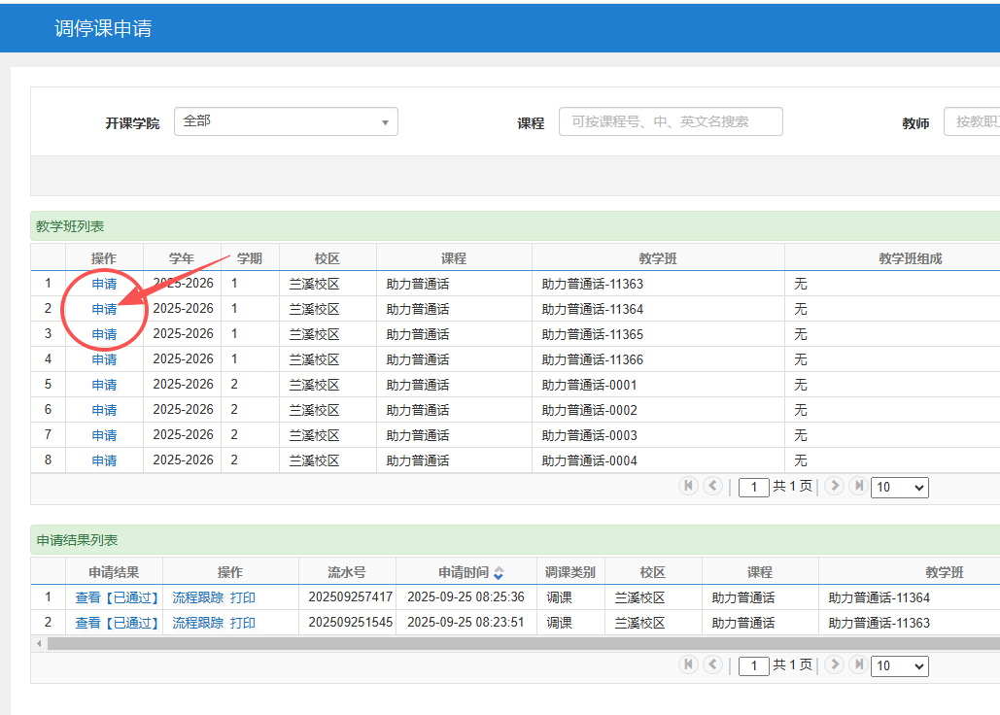 调停课申请
开课学院 全部 课程 可按课程号、中、英文名搜索 教师 按教职
教学班列表
操作 学年 学期 校区 课程 教学班 教学班组成
1 申请 2025-2026 1 兰溪校区 助力普通话 助力普通话-11363 无
2 申请 2025-2026 1 兰溪校区 助力普通话 助力普通话-11364 无
3 申请 2025-2026 1 兰溪校区 助力普通话 助力普通话-11365 无
4 申请 2025-2026 1 兰溪校区 助力普通话 助力普通话-11366 无
5 申请 2025-2026 2 兰溪校区 助力普通话 助力普通话-0001 无
6 申请 2025-2026 2 兰溪校区 助力普通话 助力普通话-0002 无
7 申请 2025-2026 2 兰溪校区 助力普通话 助力普通话-0003 无
8 申请 2025-2026 2 兰溪校区 助力普通话 助力普通话-0004 无
1 共 1 页 10
申请结果列表
申请结果 操作 流水号 申请时间 调课类别 校区 课程 教学班
1 查看【已通过】 流程跟踪 打印 202509257417 2025-09-25 08:25:36 调课 兰溪校区 助力普通话 助力普通话-11364
2 查看【已通过】 流程跟踪 打印 202509251545 2025-09-25 08:23:51 调课 兰溪校区 助力普通话 助力普通话-11363
1 共 1 页 10